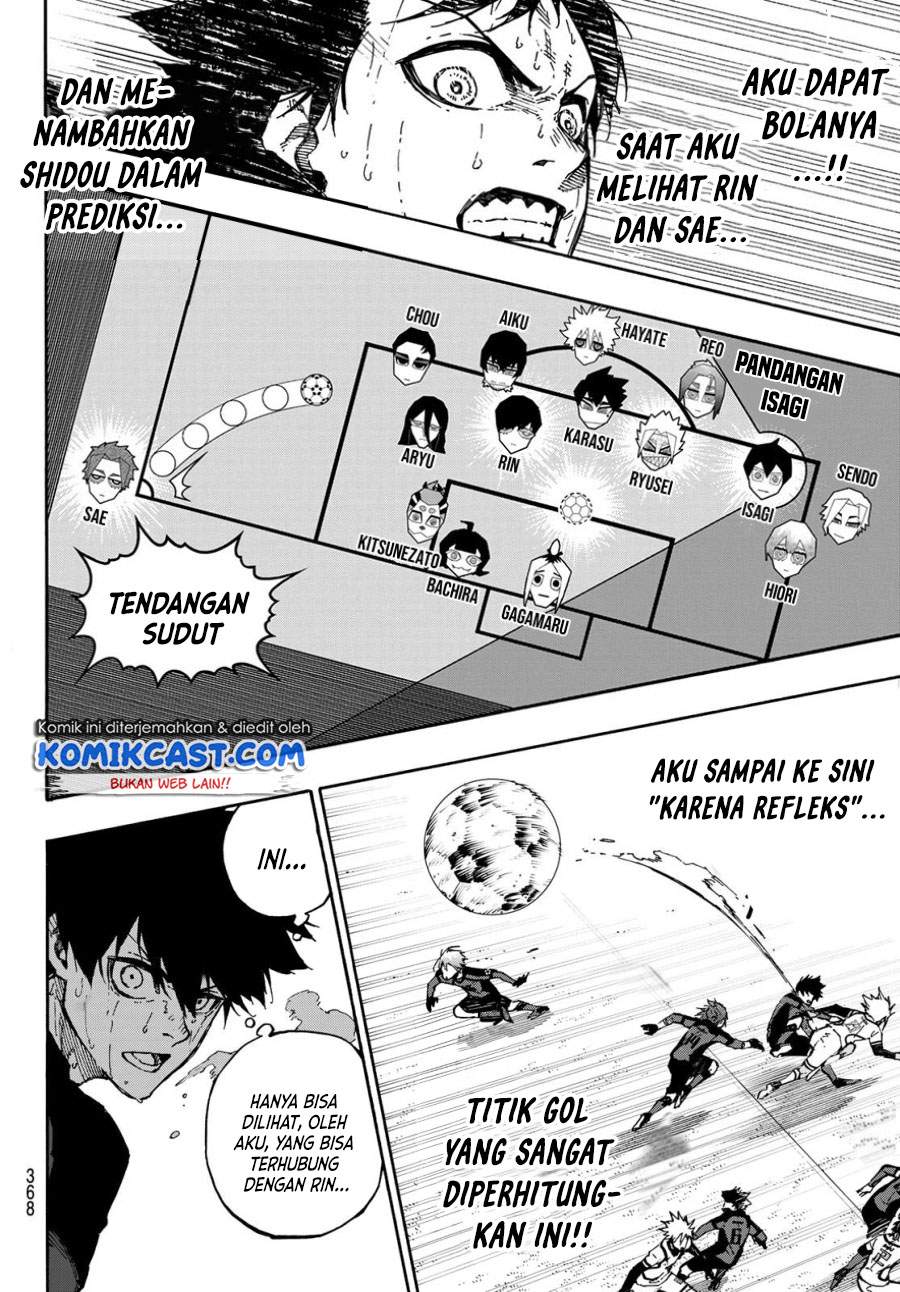 AKU DAPAT
BOLANYA
...!!
SAAT AKU
MELIHAT RIN
DAN SAE...
DAN ME-
NAMBAHKAN
SHIDOU DALAM
PREDIKSI...
CHOU
AIKU
HAYATE
REO
PANDANGAN
ISAGI
ARYU
RIN
KARASU
RYUSEI
ISAGI
SENDO
SAE
KITSUNEZATO
BACHIRA
GAGAMARU
HIORI
TENDANGAN
SUDUT
Komik ini diterjemahkan & diedit oleh
KOMIKCAST.COM
BUKAN WEB LAIN!!
AKU SAMPAI KE SINI
"KARENA REFLEKS"...
14
6
TITIK GOL
YANG SANGAT
DIPERHITUNG-
KAN INI!!
INI...
HANYA BISA
DILIHAT, OLEH
AKU, YANG BISA
TERHUBUNG
DENGAN RIN...
368